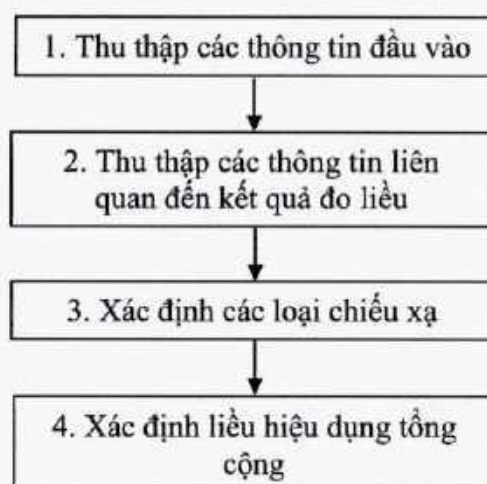 1. Thu thập các thông tin đầu vào
2. Thu thập các thông tin liên
quan đến kết quả đo liều
3. Xác định các loại chiếu xạ
4. Xác định liều hiệu dụng tổng
cộng